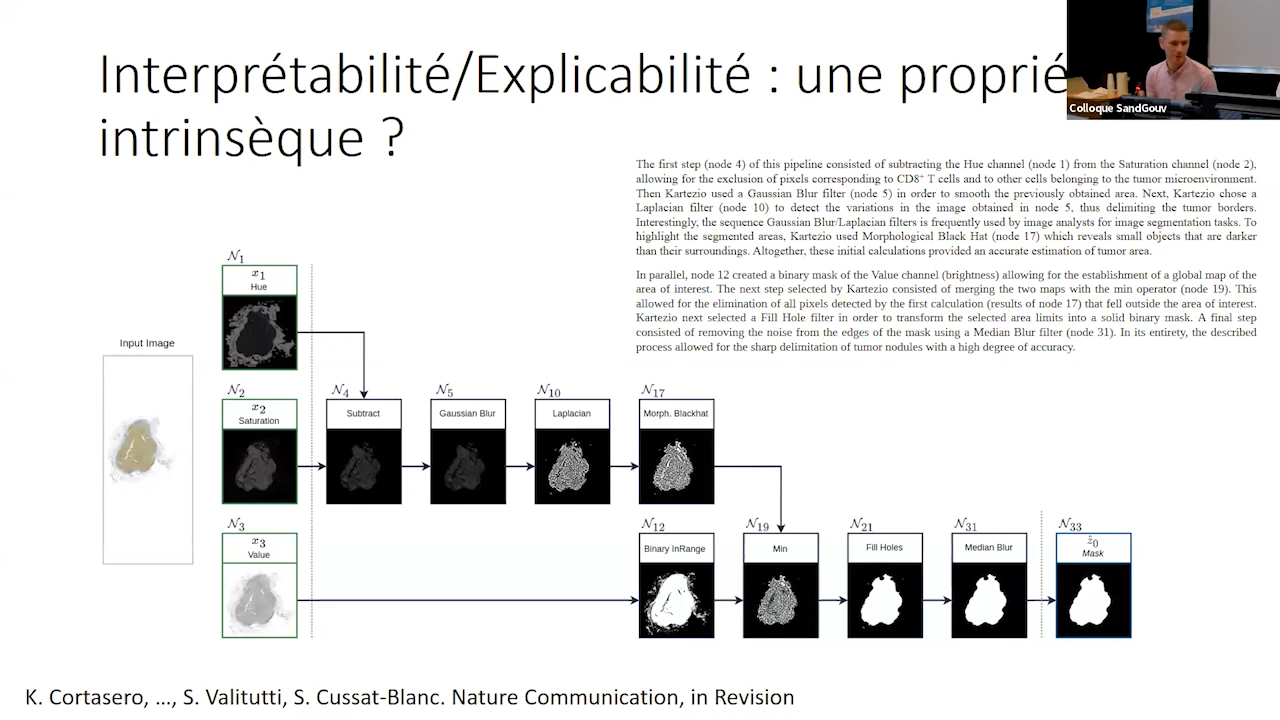 Interprétabilité/Explicabilité : une proprié
intrinsèque ?
Colloque SandGouv
The first step (node 4) of this pipeline consisted of subtracting the Hue channel (node 1) from the Saturation channel (node 2),
allowing for the exclusion of pixels corresponding to CD8⁺ T cells and to other cells belonging to the tumor microenvironment.
Then Kartezio used a Gaussian Blur filter (node 5) in order to smooth the previously obtained area. Next, Kartezio chose a
Laplacian filter (node 10) to detect the variations in the image obtained in node 5, thus delimiting the tumor borders.
Interestingly, the sequence Gaussian Blur/Laplacian filters is frequently used by image analysts for image segmentation tasks. To
highlight the segmented areas, Kartezio used Morphological Black Hat (node 17) which reveals small objects that are darker
than their surroundings. Altogether, these initial calculations provided an accurate estimation of tumor area.
In parallel, node 12 created a binary mask of the Value channel (brightness) allowing for the establishment of a global map of the
area of interest. The next step selected by Kartezio consisted of merging the two maps with the min operator (node 19). This
allowed for the elimination of all pixels detected by the first calculation (results of node 17) that fell outside the area of interest.
Kartezio next selected a Fill Hole filter in order to transform the selected area limits into a solid binary mask. A final step
consisted of removing the noise from the edges of the mask using a Median Blur filter (node 31). In its entirety, the described
process allowed for the sharp delimitation of tumor nodules with a high degree of accuracy.
Input Image
N₁
x₁
Hue
N₂
x₂
Saturation
N₄
Subtract
N₅
Gaussian Blur
N₁₀
Laplacian
N₁₇
Morph. Blackhat
N₃
x₃
Value
N₁₂
Binary InRange
N₁₉
Min
N₂₁
Fill Holes
N₃₁
Median Blur
N₃₃
ẑ₀
Mask
K. Cortasero, ..., S. Valitutti, S. Cussat-Blanc. Nature Communication, in Revision